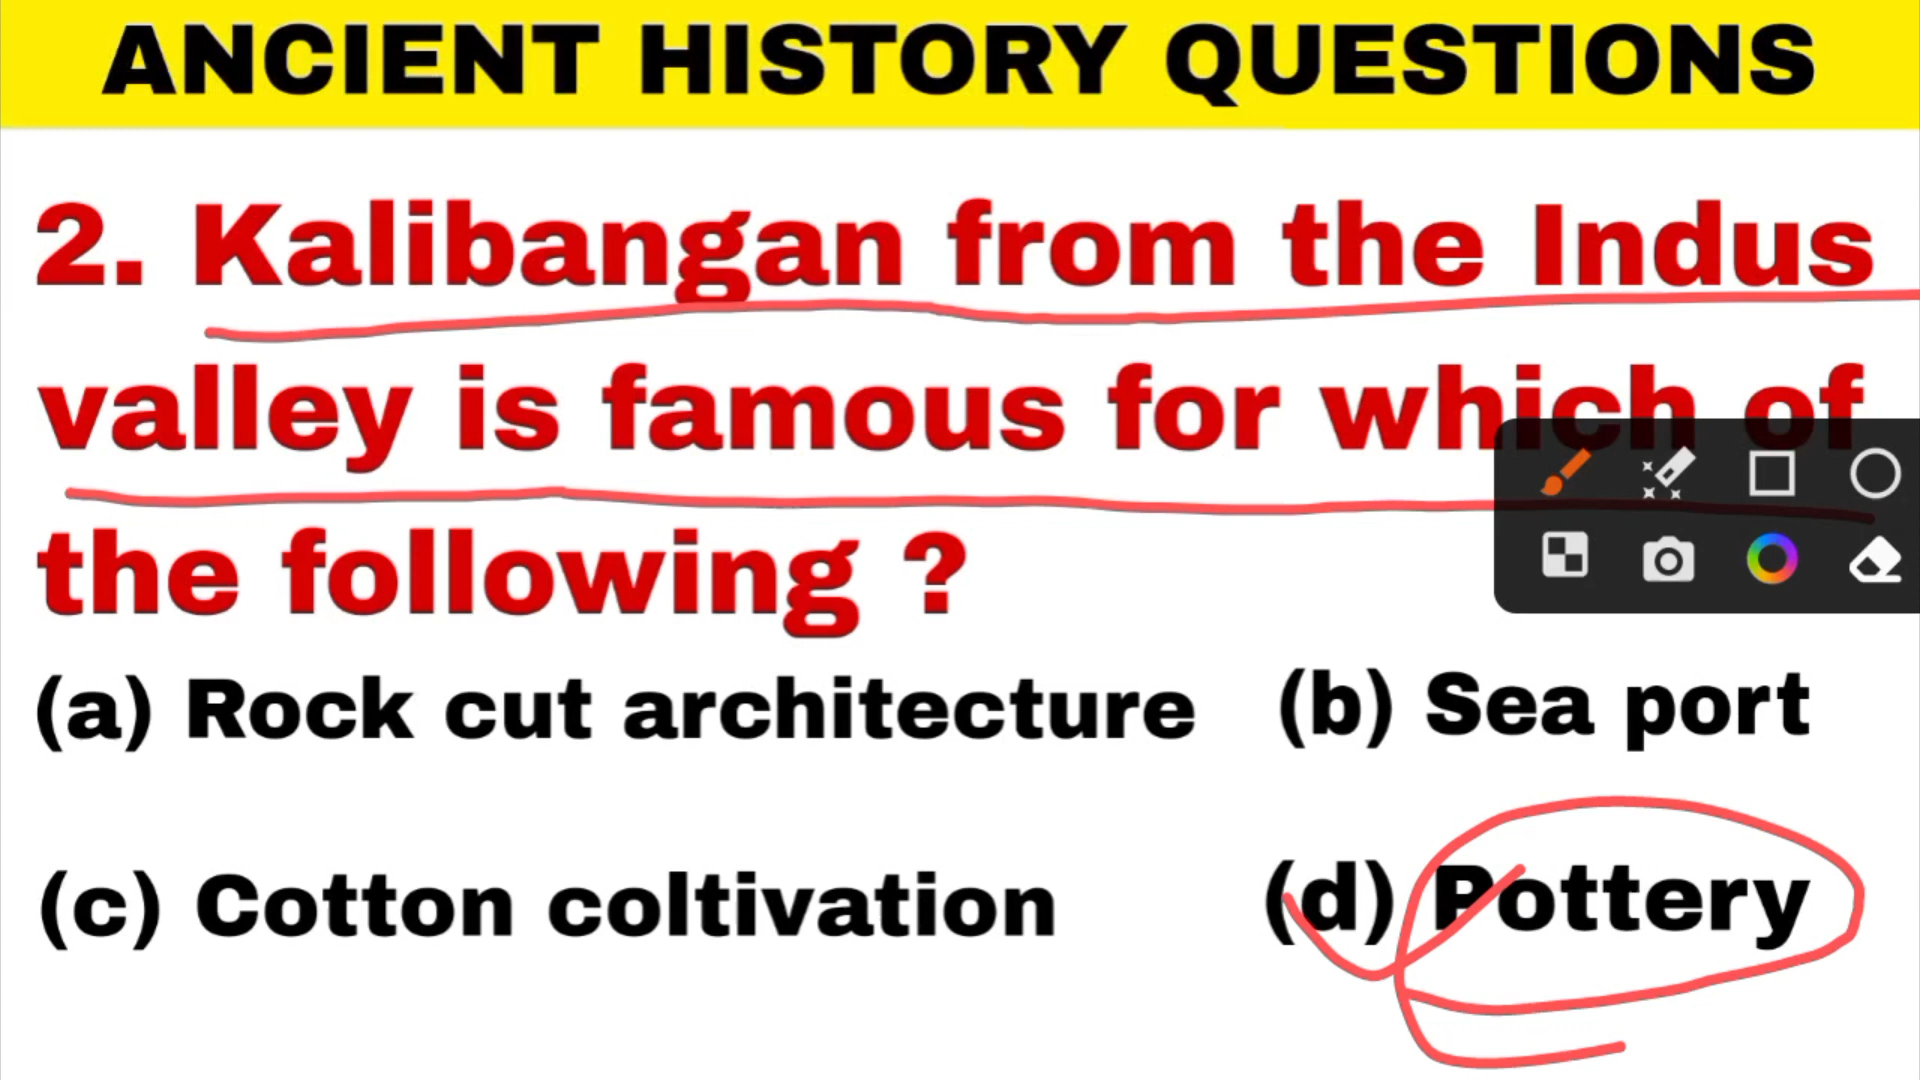 ANCIENT HISTORY QUESTIONS
2. Kalibangan from the Indus
valley is famous for which of
the following ?
(a) Rock cut architecture (b) Sea port
(c) Cotton coltivation (d) Pottery